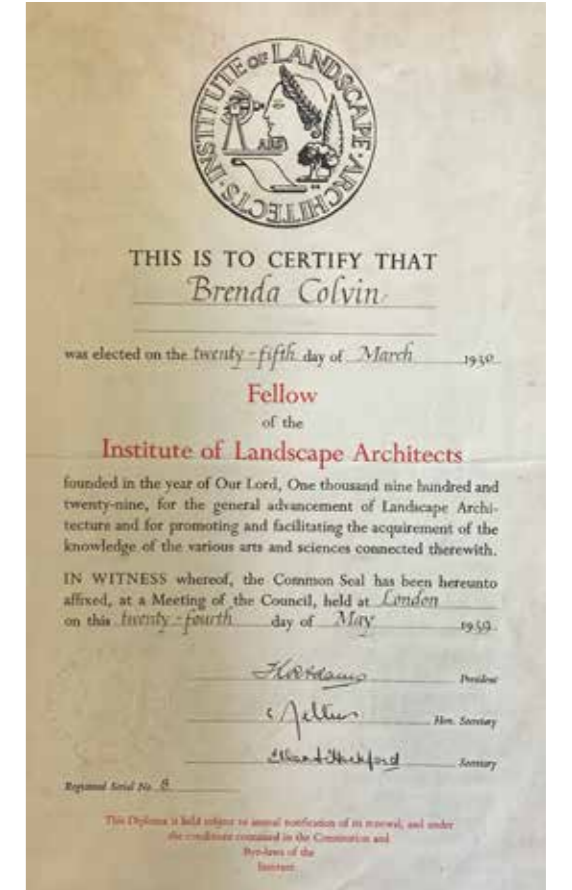 INSTITUTE OF LANDSCAPE ARCHITECTS
THIS IS TO CERTIFY THAT
Brenda Colvin
was elected on the twenty-fifth day of March 1930
Fellow
of the
Institute of Landscape Architects
founded in the year of Our Lord, One thousand nine hundred and
twenty-nine, for the general advancement of Landscape Archi-
tecture and for promoting and facilitating the acquirement of the
knowledge of the various arts and sciences connected therewith.
IN WITNESS whereof, the Common Seal has been hereunto
affixed, at a Meeting of the Council, held at London
on this twenty-fourth day of May 1950
President
Hon. Secretary
Secretary
Registered Serial No. 8
This Diploma is held subject to annual notification of its renewal, and under
the conditions contained in the Constitution and
Bye-laws of the
Institute